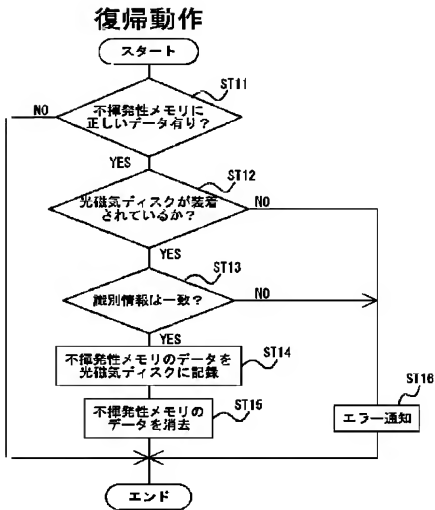 復帰動作
スタート
ST11
不揮発性メモリに
正しいデータ有り？
NO
YES
ST12
光磁気ディスクが装着
されているか？
NO
YES
ST13
識別情報は一致？
NO
YES
ST14
不揮発性メモリのデータを
光磁気ディスクに記録
ST15
不揮発性メモリの
データを消去
ST16
エラー通知
エンド